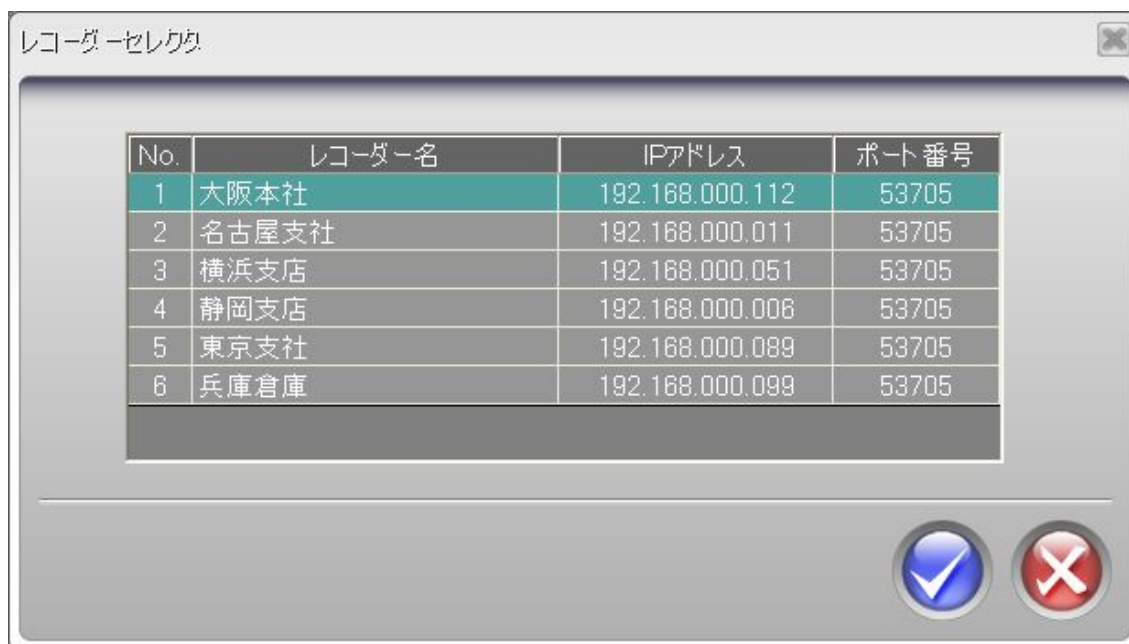 レコーダーセレクタ
No. レコーダー名 IPアドレス ポート番号
1 大阪本社 192.168.000.112 53705
2 名古屋支社 192.168.000.011 53705
3 横浜支店 192.168.000.051 53705
4 静岡支店 192.168.000.006 53705
5 東京支社 192.168.000.089 53705
6 兵庫倉庫 192.168.000.099 53705